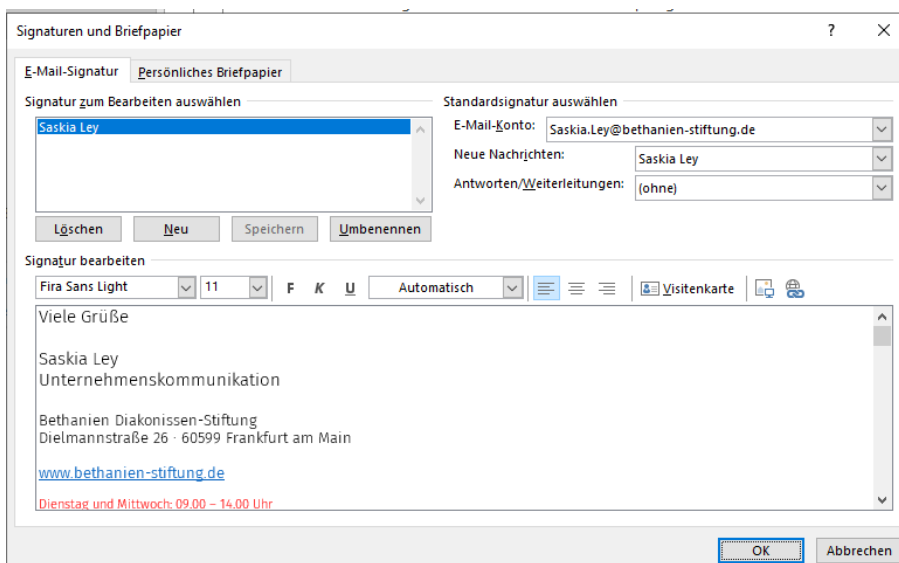 Signaturen und Briefpapier
?
E-Mail-Signatur
Persönliches Briefpapier
Signatur zum Bearbeiten auswählen
Saskia Ley
Löschen
Neu
Speichern
Umbenennen
Standardsignatur auswählen
E-Mail-Konto: Saskia.Ley@bethanien-stiftung.de
Neue Nachrichten: Saskia Ley
Antworten/Weiterleitungen: (ohne)
Signatur bearbeiten
Fira Sans Light 11 F K U Automatisch Visitenkarte
Viele Grüße
Saskia Ley
Unternehmenskommunikation
Bethanien Diakonissen-Stiftung
Dielmannstraße 26 · 60599 Frankfurt am Main
www.bethanien-stiftung.de
Dienstag und Mittwoch: 09.00 – 14.00 Uhr
OK
Abbrechen